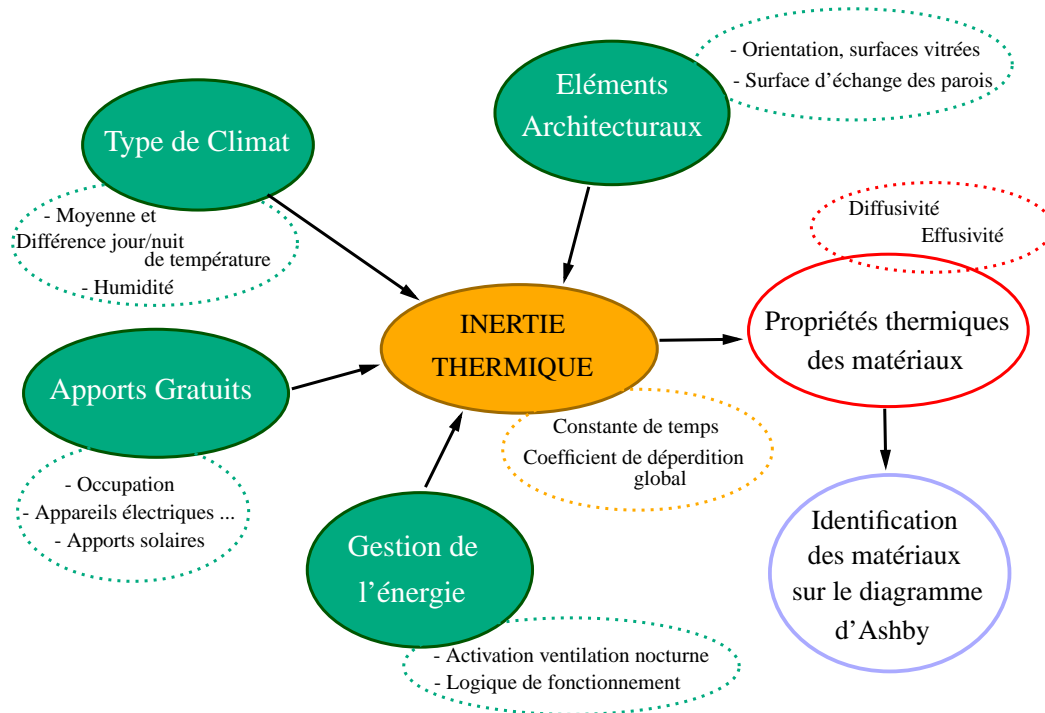 - Orientation, surfaces vitrées
- Surface d'échange des parois
Eléments
Architecturaux
Type de Climat
- Moyenne et
Différence jour/nuit
de température
- Humidité
Diffusivité
Effusivité
INERTIE
THERMIQUE
Propriétés thermiques
des matériaux
Apports Gratuits
Constante de temps
Coefficient de déperdition
global
- Occupation
- Appareils électriques ...
- Apports solaires
Gestion de
l'énergie
Identification
des matériaux
sur le diagramme
d'Ashby
- Activation ventilation nocturne
- Logique de fonctionnement